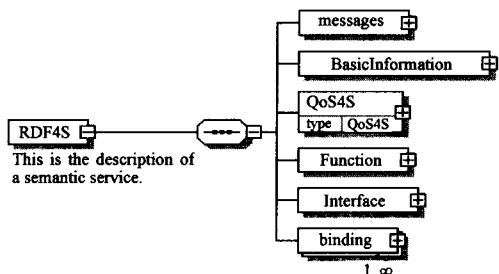 messages
BasicInformation
QoS4S
type QoS4S
RDF4S
This is the description of
a semantic service.
Function
Interface
binding
1..∞